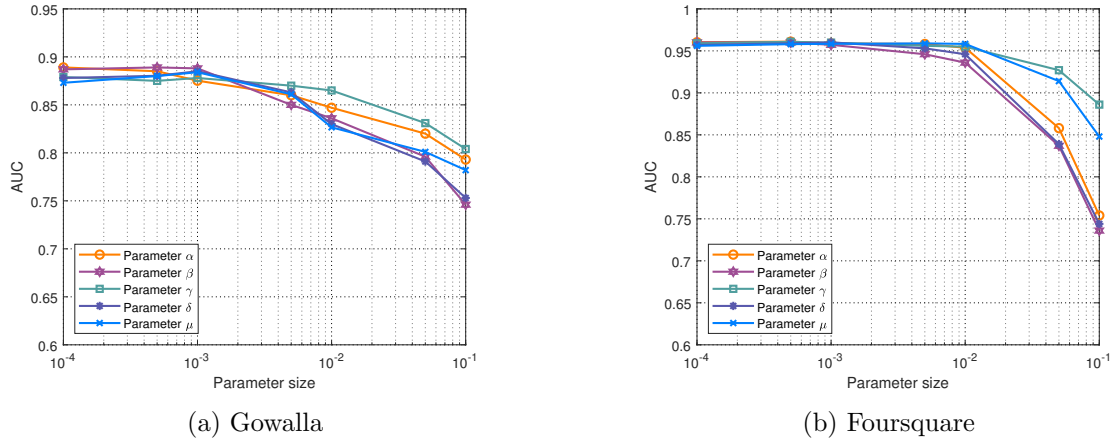 0.95
0.9
0.85
0.8
0.75
0.7
0.65
0.6
AUC
Parameter α
Parameter β
Parameter γ
Parameter δ
Parameter μ
10^-4
10^-3
10^-2
10^-1
Parameter size
(a) Gowalla
1
0.95
0.9
0.85
0.8
0.75
0.7
0.65
0.6
AUC
Parameter α
Parameter β
Parameter γ
Parameter δ
Parameter μ
10^-4
10^-3
10^-2
10^-1
Parameter size
(b) Foursquare